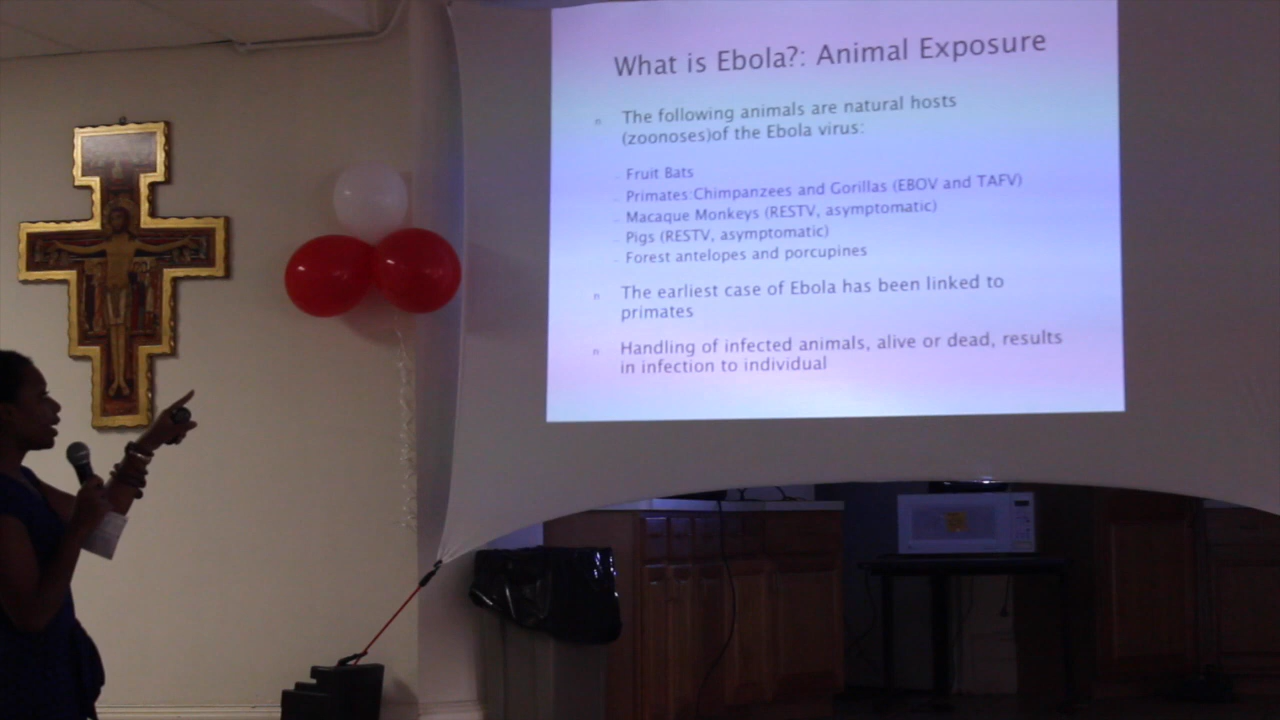 What is Ebola?: Animal Exposure
n The following animals are natural hosts
(zoonoses)of the Ebola virus:
– Fruit Bats
– Primates:Chimpanzees and Gorillas (EBOV and TAFV)
– Macaque Monkeys (RESTV, asymptomatic)
– Pigs (RESTV, asymptomatic)
– Forest antelopes and porcupines
n The earliest case of Ebola has been linked to
primates
n Handling of infected animals, alive or dead, results
in infection to individual